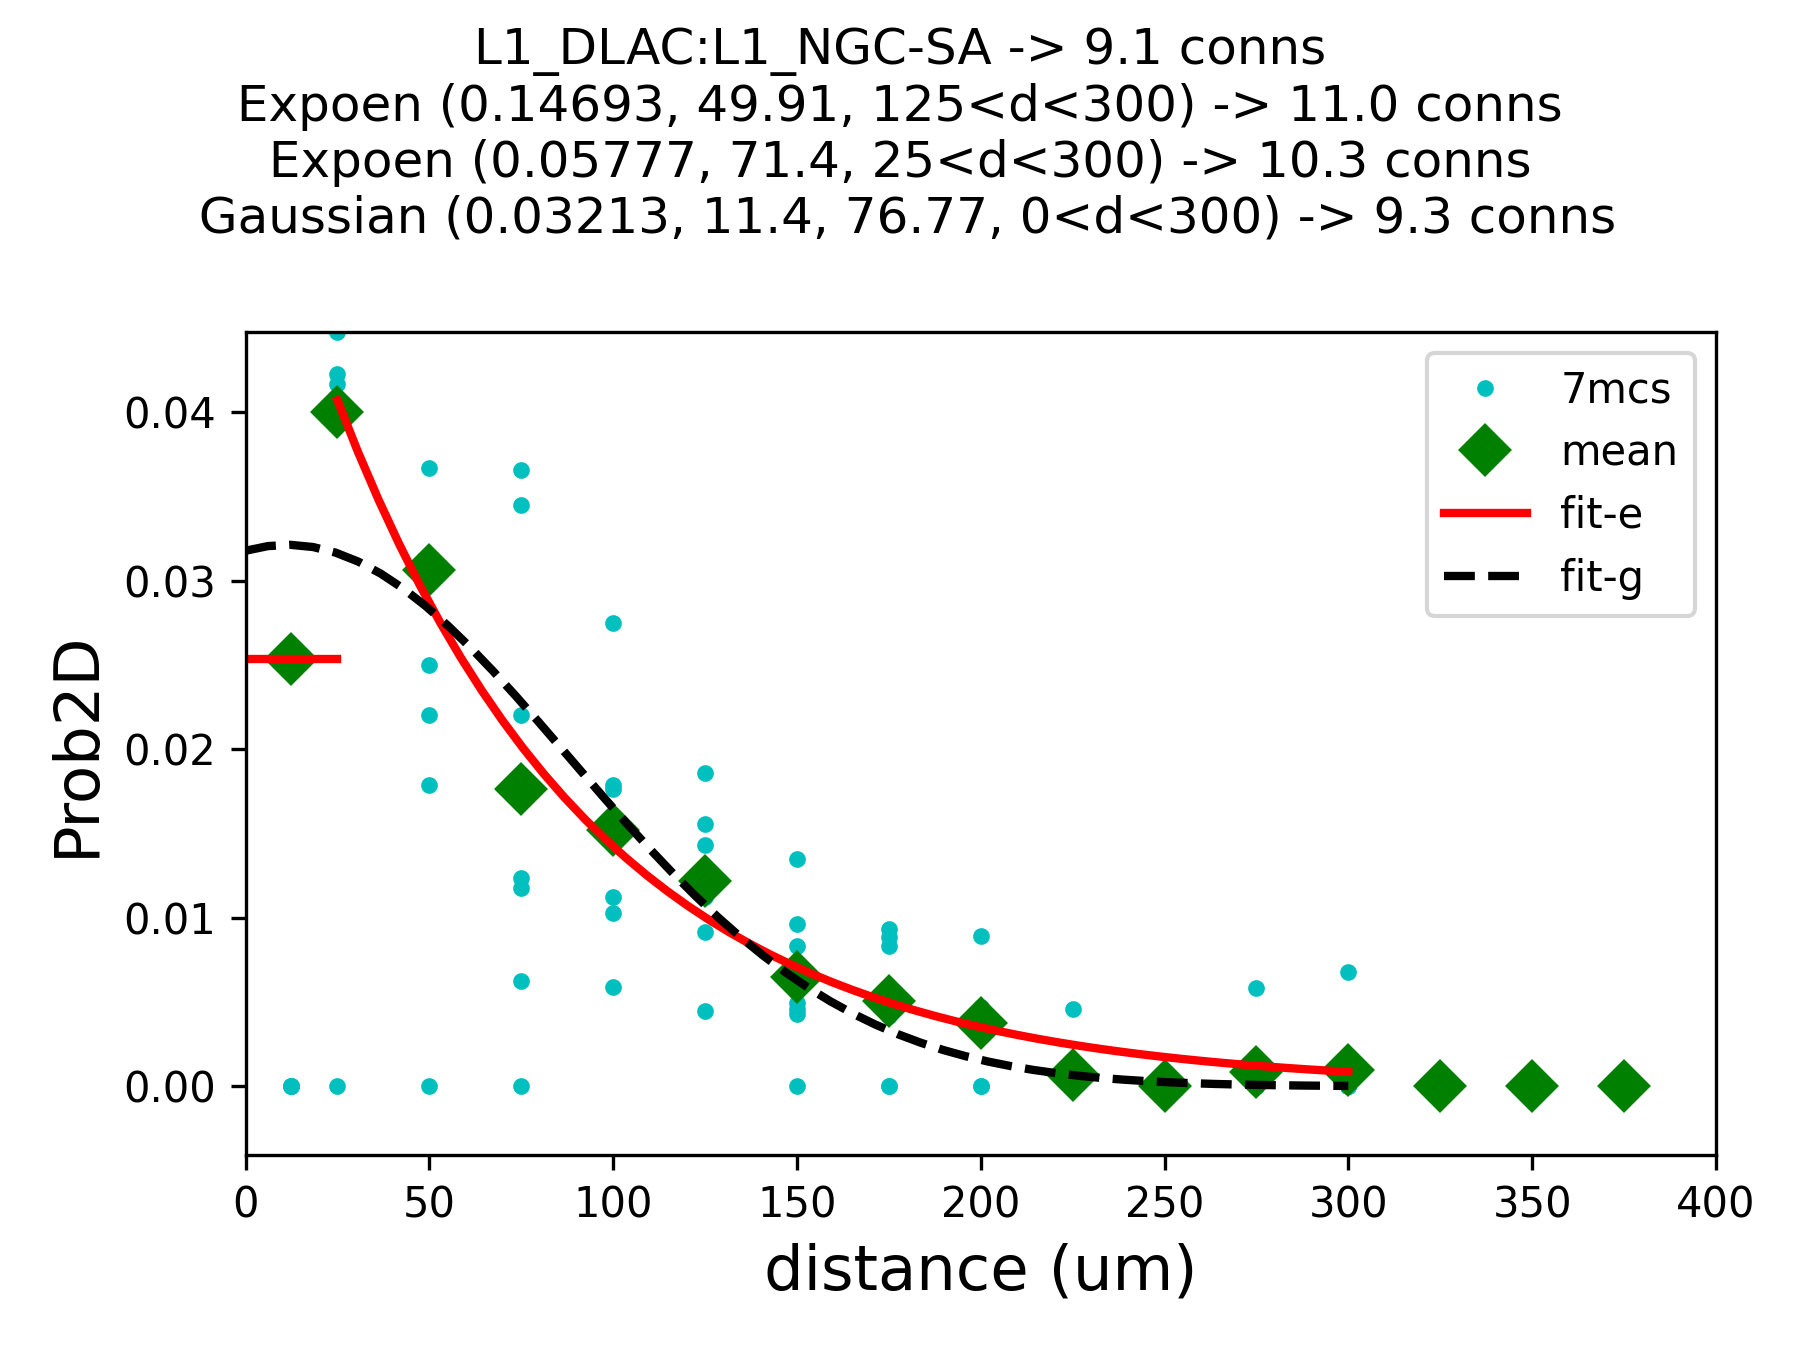 L1_DLAC:L1_NGC-SA -> 9.1 conns
Expoen (0.14693, 49.91, 125<d<300) -> 11.0 conns
Expoen (0.05777, 71.4, 25<d<300) -> 10.3 conns
Gaussian (0.03213, 11.4, 76.77, 0<d<300) -> 9.3 conns
7mcs
mean
fit-e
fit-g
Prob2D
0.04
0.03
0.02
0.01
0.00
0 50 100 150 200 250 300 350 400
distance (um)